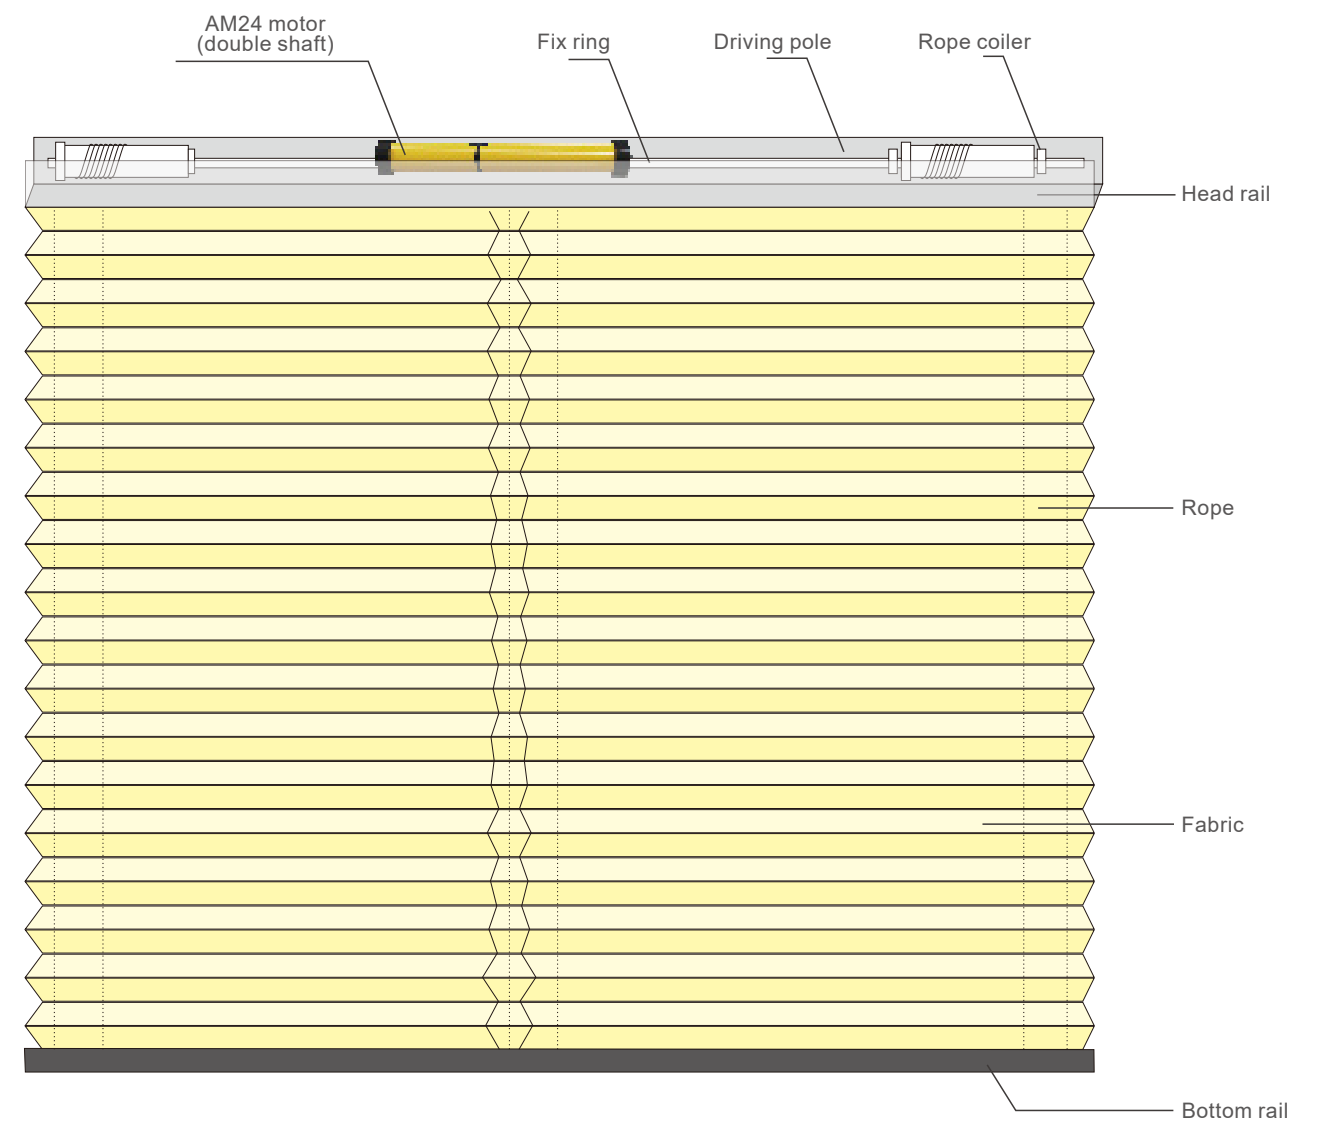 AM24 motor
(double shaft)
Fix ring
Driving pole
Rope coiler
Head rail
Rope
Fabric
Bottom rail